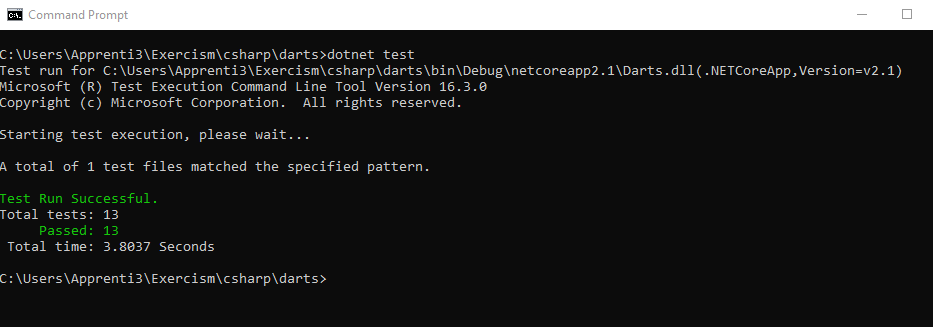 Command Prompt
C:\Users\Apprenti3\Exercism\csharp\darts>dotnet test
Test run for C:\Users\Apprenti3\Exercism\csharp\darts\bin\Debug\netcoreapp2.1\Darts.dll(.NETCoreApp,Version=v2.1)
Microsoft (R) Test Execution Command Line Tool Version 16.3.0
Copyright (c) Microsoft Corporation.  All rights reserved.
Starting test execution, please wait...
A total of 1 test files matched the specified pattern.
Test Run Successful.
Total tests: 13
     Passed: 13
 Total time: 3.8037 Seconds
C:\Users\Apprenti3\Exercism\csharp\darts>